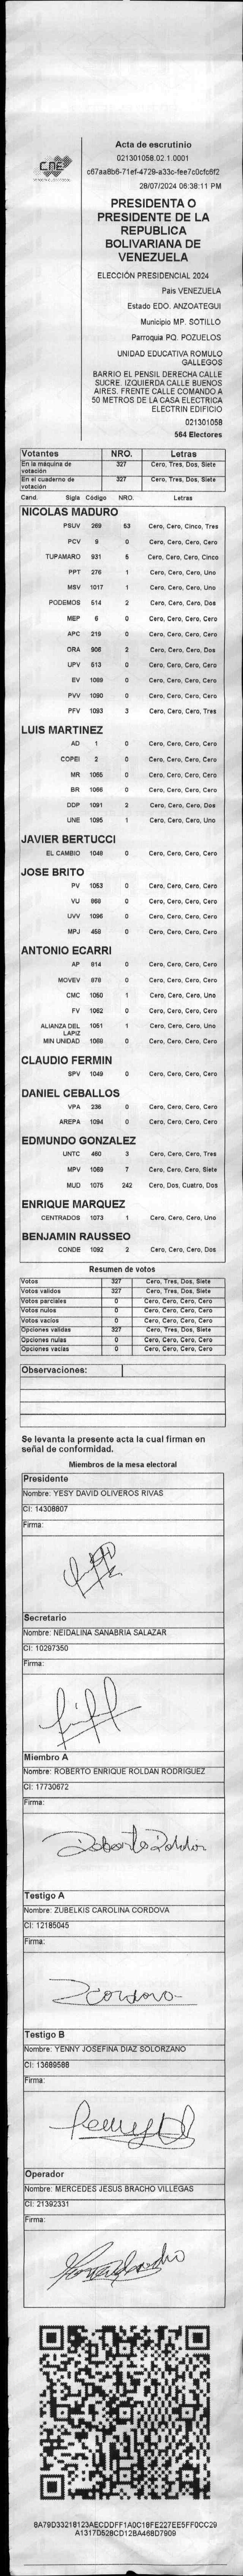 CNE
Acta de escrutinio
021301058.02.1.0001
c67aa8b6-71ef-4729-a33c-fee7c0cfc6f2
28/07/2024 06:38:11 PM
PRESIDENTA O
PRESIDENTE DE LA
REPUBLICA
BOLIVARIANA DE
VENEZUELA
ELECCIÓN PRESIDENCIAL 2024
Pais VENEZUELA
Estado EDO. ANZOATEGUI
Municipio MP. SOTILLO
Parroquia PQ. POZUELOS
UNIDAD EDUCATIVA ROMULO
GALLEGOS
BARRIO EL PENSIL DERECHA CALLE
SUCRE. IZQUIERDA CALLE BUENOS
AIRES. FRENTE CALLE COMANDO A
50 METROS DE LA CASA ELECTRICA
ELECTRIN EDIFICIO
021301058
564 Electores
Votantes NRO. Letras
En la máquina de votación 327 Cero, Tres, Dos, Siete
En el cuaderno de votación 327 Cero, Tres, Dos, Siete
Cand. Sigla Código NRO. Letras
NICOLAS MADURO
PSUV 269 53 Cero, Cero, Cinco, Tres
PCV 9 0 Cero, Cero, Cero, Cero
TUPAMARO 931 5 Cero, Cero, Cero, Cinco
PPT 276 1 Cero, Cero, Cero, Uno
MSV 1017 1 Cero, Cero, Cero, Uno
PODEMOS 514 2 Cero, Cero, Cero, Dos
MEP 6 0 Cero, Cero, Cero, Cero
APC 219 0 Cero, Cero, Cero, Cero
ORA 906 2 Cero, Cero, Cero, Dos
UPV 513 0 Cero, Cero, Cero, Cero
EV 1089 0 Cero, Cero, Cero, Cero
PVV 1090 0 Cero, Cero, Cero, Cero
PFV 1093 3 Cero, Cero, Cero, Tres
LUIS MARTINEZ
AD 1 0 Cero, Cero, Cero, Cero
COPEI 2 0 Cero, Cero, Cero, Cero
MR 1055 0 Cero, Cero, Cero, Cero
BR 1066 0 Cero, Cero, Cero, Cero
DDP 1091 2 Cero, Cero, Cero, Dos
UNE 1095 1 Cero, Cero, Cero, Uno
JAVIER BERTUCCI
EL CAMBIO 1048 0 Cero, Cero, Cero, Cero
JOSE BRITO
PV 1053 0 Cero, Cero, Cero, Cero
VU 868 0 Cero, Cero, Cero, Cero
UVV 1096 0 Cero, Cero, Cero, Cero
MPJ 458 0 Cero, Cero, Cero, Cero
ANTONIO ECARRI
AP 814 0 Cero, Cero, Cero, Cero
MOVEV 878 0 Cero, Cero, Cero, Cero
CMC 1050 1 Cero, Cero, Cero, Uno
FV 1062 0 Cero, Cero, Cero, Cero
ALIANZA DEL LAPIZ 1051 1 Cero, Cero, Cero, Uno
MIN UNIDAD 1068 0 Cero, Cero, Cero, Cero
CLAUDIO FERMIN
SPV 1049 0 Cero, Cero, Cero, Cero
DANIEL CEBALLOS
VPA 236 0 Cero, Cero, Cero, Cero
AREPA 1094 0 Cero, Cero, Cero, Cero
EDMUNDO GONZALEZ
UNTC 460 3 Cero, Cero, Cero, Tres
MPV 1059 7 Cero, Cero, Cero, Siete
MUD 1075 242 Cero, Dos, Cuatro, Dos
ENRIQUE MARQUEZ
CENTRADOS 1073 1 Cero, Cero, Cero, Uno
BENJAMIN RAUSSEO
CONDE 1092 2 Cero, Cero, Cero, Dos
Resumen de votos
Votos 327 Cero, Tres, Dos, Siete
Votos validos 327 Cero, Tres, Dos, Siete
Votos parciales 0 Cero, Cero, Cero, Cero
Votos nulos 0 Cero, Cero, Cero, Cero
Votos vacios 0 Cero, Cero, Cero, Cero
Opciones validas 327 Cero, Tres, Dos, Siete
Opciones nulas 0 Cero, Cero, Cero, Cero
Opciones vacias 0 Cero, Cero, Cero, Cero
Observaciones:
Se levanta la presente acta la cual firman en
señal de conformidad.
Miembros de la mesa electoral
Presidente
Nombre: YESY DAVID OLIVEROS RIVAS
CI: 14308807
Firma:
Secretario
Nombre: NEIDALINA SANABRIA SALAZAR
CI: 10297350
Firma:
Miembro A
Nombre: ROBERTO ENRIQUE ROLDAN RODRIGUEZ
CI: 17730672
Firma:
Roberto Roldan
Testigo A
Nombre: ZUBELKIS CAROLINA CORDOVA
CI: 12185045
Firma:
Zcordova
Testigo B
Nombre: YENNY JOSEFINA DIAZ SOLORZANO
CI: 13689588
Firma:
Operador
Nombre: MERCEDES JESUS BRACHO VILLEGAS
CI: 21392331
Firma:
8A79D33218123AECDDFF1A0C18FE227EE5FF0CC29
A1317D528CD12BA468D7909